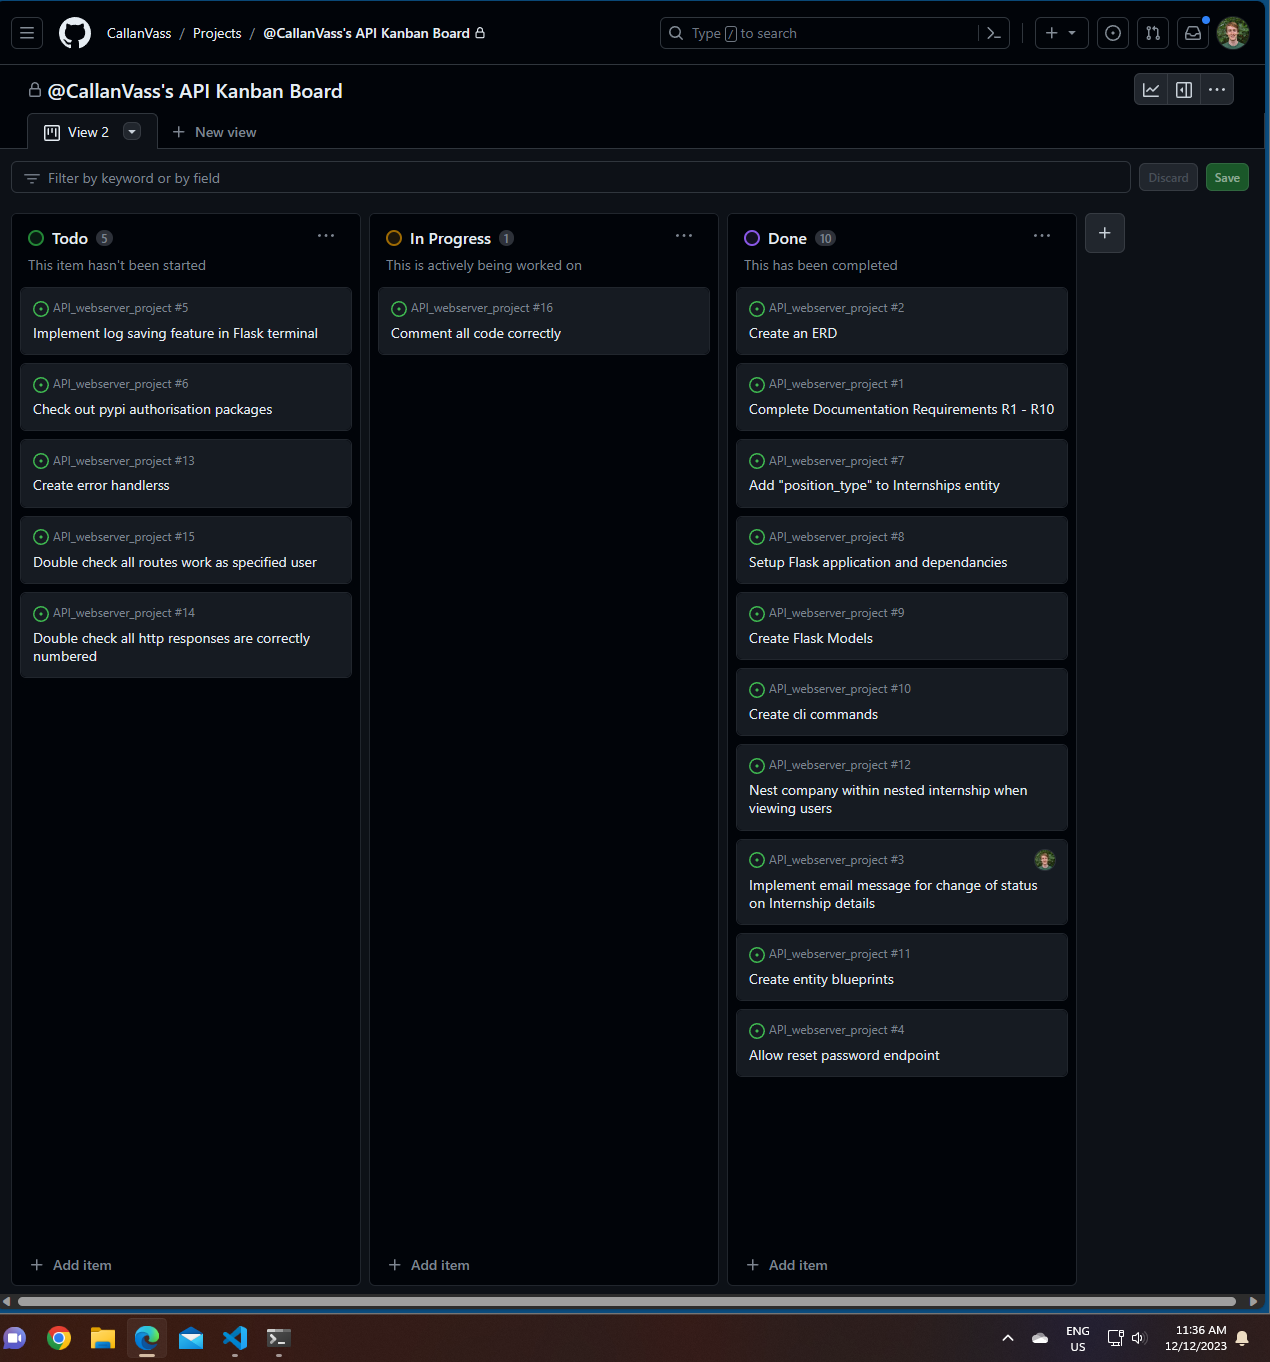 CallanVass / Projects / @CallanVass's API Kanban Board
Type / to search
@CallanVass's API Kanban Board
View 2
New view
Filter by keyword or by field
Discard
Save
Todo 5
This item hasn't been started
API_webserver_project #5
Implement log saving feature in Flask terminal
API_webserver_project #6
Check out pypi authorisation packages
API_webserver_project #13
Create error handlerss
API_webserver_project #15
Double check all routes work as specified user
API_webserver_project #14
Double check all http responses are correctly
numbered
Add item
In Progress 1
This is actively being worked on
API_webserver_project #16
Comment all code correctly
Add item
Done 10
This has been completed
API_webserver_project #2
Create an ERD
API_webserver_project #1
Complete Documentation Requirements R1 - R10
API_webserver_project #7
Add "position_type" to Internships entity
API_webserver_project #8
Setup Flask application and dependancies
API_webserver_project #9
Create Flask Models
API_webserver_project #10
Create cli commands
API_webserver_project #12
Nest company within nested internship when
viewing users
API_webserver_project #3
Implement email message for change of status
on Internship details
API_webserver_project #11
Create entity blueprints
API_webserver_project #4
Allow reset password endpoint
Add item
ENG
US
11:36 AM
12/12/2023